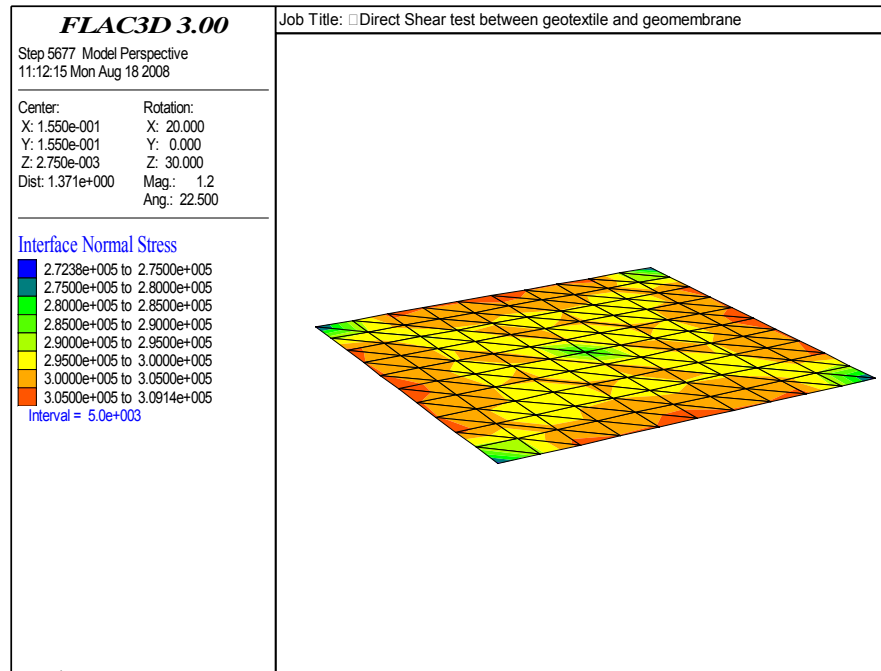 FLAC3D 3.00
Step 5677 Model Perspective
11:12:15 Mon Aug 18 2008
Center: Rotation:
X: 1.550e-001 X: 20.000
Y: 1.550e-001 Y: 0.000
Z: 2.750e-003 Z: 30.000
Dist: 1.371e+000 Mag.: 1.2
Ang.: 22.500
Interface Normal Stress
2.7238e+005 to 2.7500e+005
2.7500e+005 to 2.8000e+005
2.8000e+005 to 2.8500e+005
2.8500e+005 to 2.9000e+005
2.9000e+005 to 2.9500e+005
2.9500e+005 to 3.0000e+005
3.0000e+005 to 3.0500e+005
3.0500e+005 to 3.0914e+005
Interval = 5.0e+003
Job Title: □Direct Shear test between geotextile and geomembrane